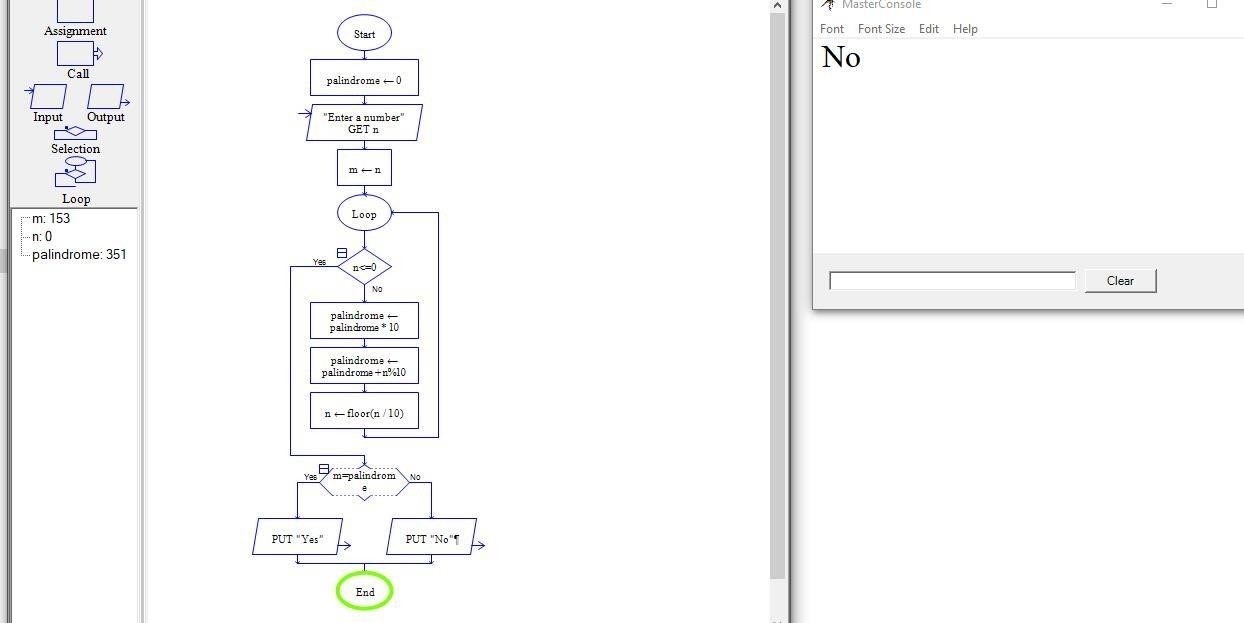 Assignment
Call
Input
Output
Selection
Loop
m: 153
n: 0
palindrome: 351
Start
palindrome ← 0
"Enter a number"
GET n
m ← n
Loop
Yes
n<=0
No
palindrome ←
palindrome * 10
palindrome ←
palindrome+n%10
n ← floor(n / 10)
Yes
m=palindrom
e
No
PUT "Yes"
PUT "No"¶
End
MasterConsole
Font
Font Size
Edit
Help
No
Clear